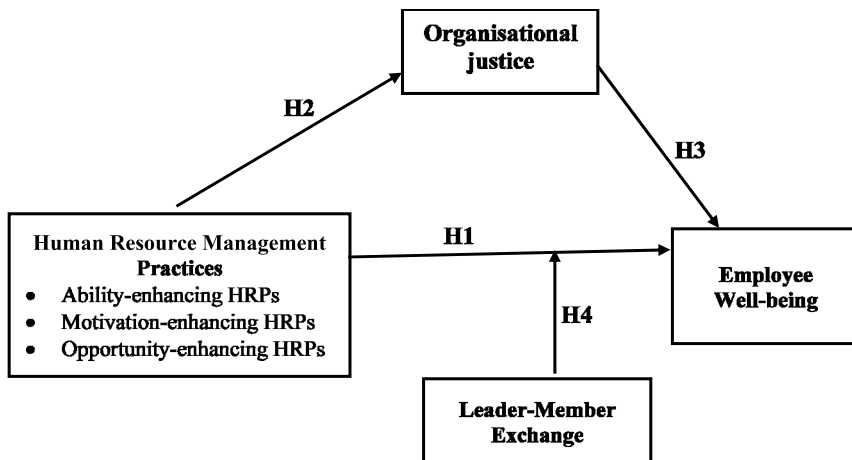 Organisational
justice
H2
H3
Human Resource Management
Practices
• Ability-enhancing HRPs
• Motivation-enhancing HRPs
• Opportunity-enhancing HRPs
H1
Employee
Well-being
H4
Leader-Member
Exchange